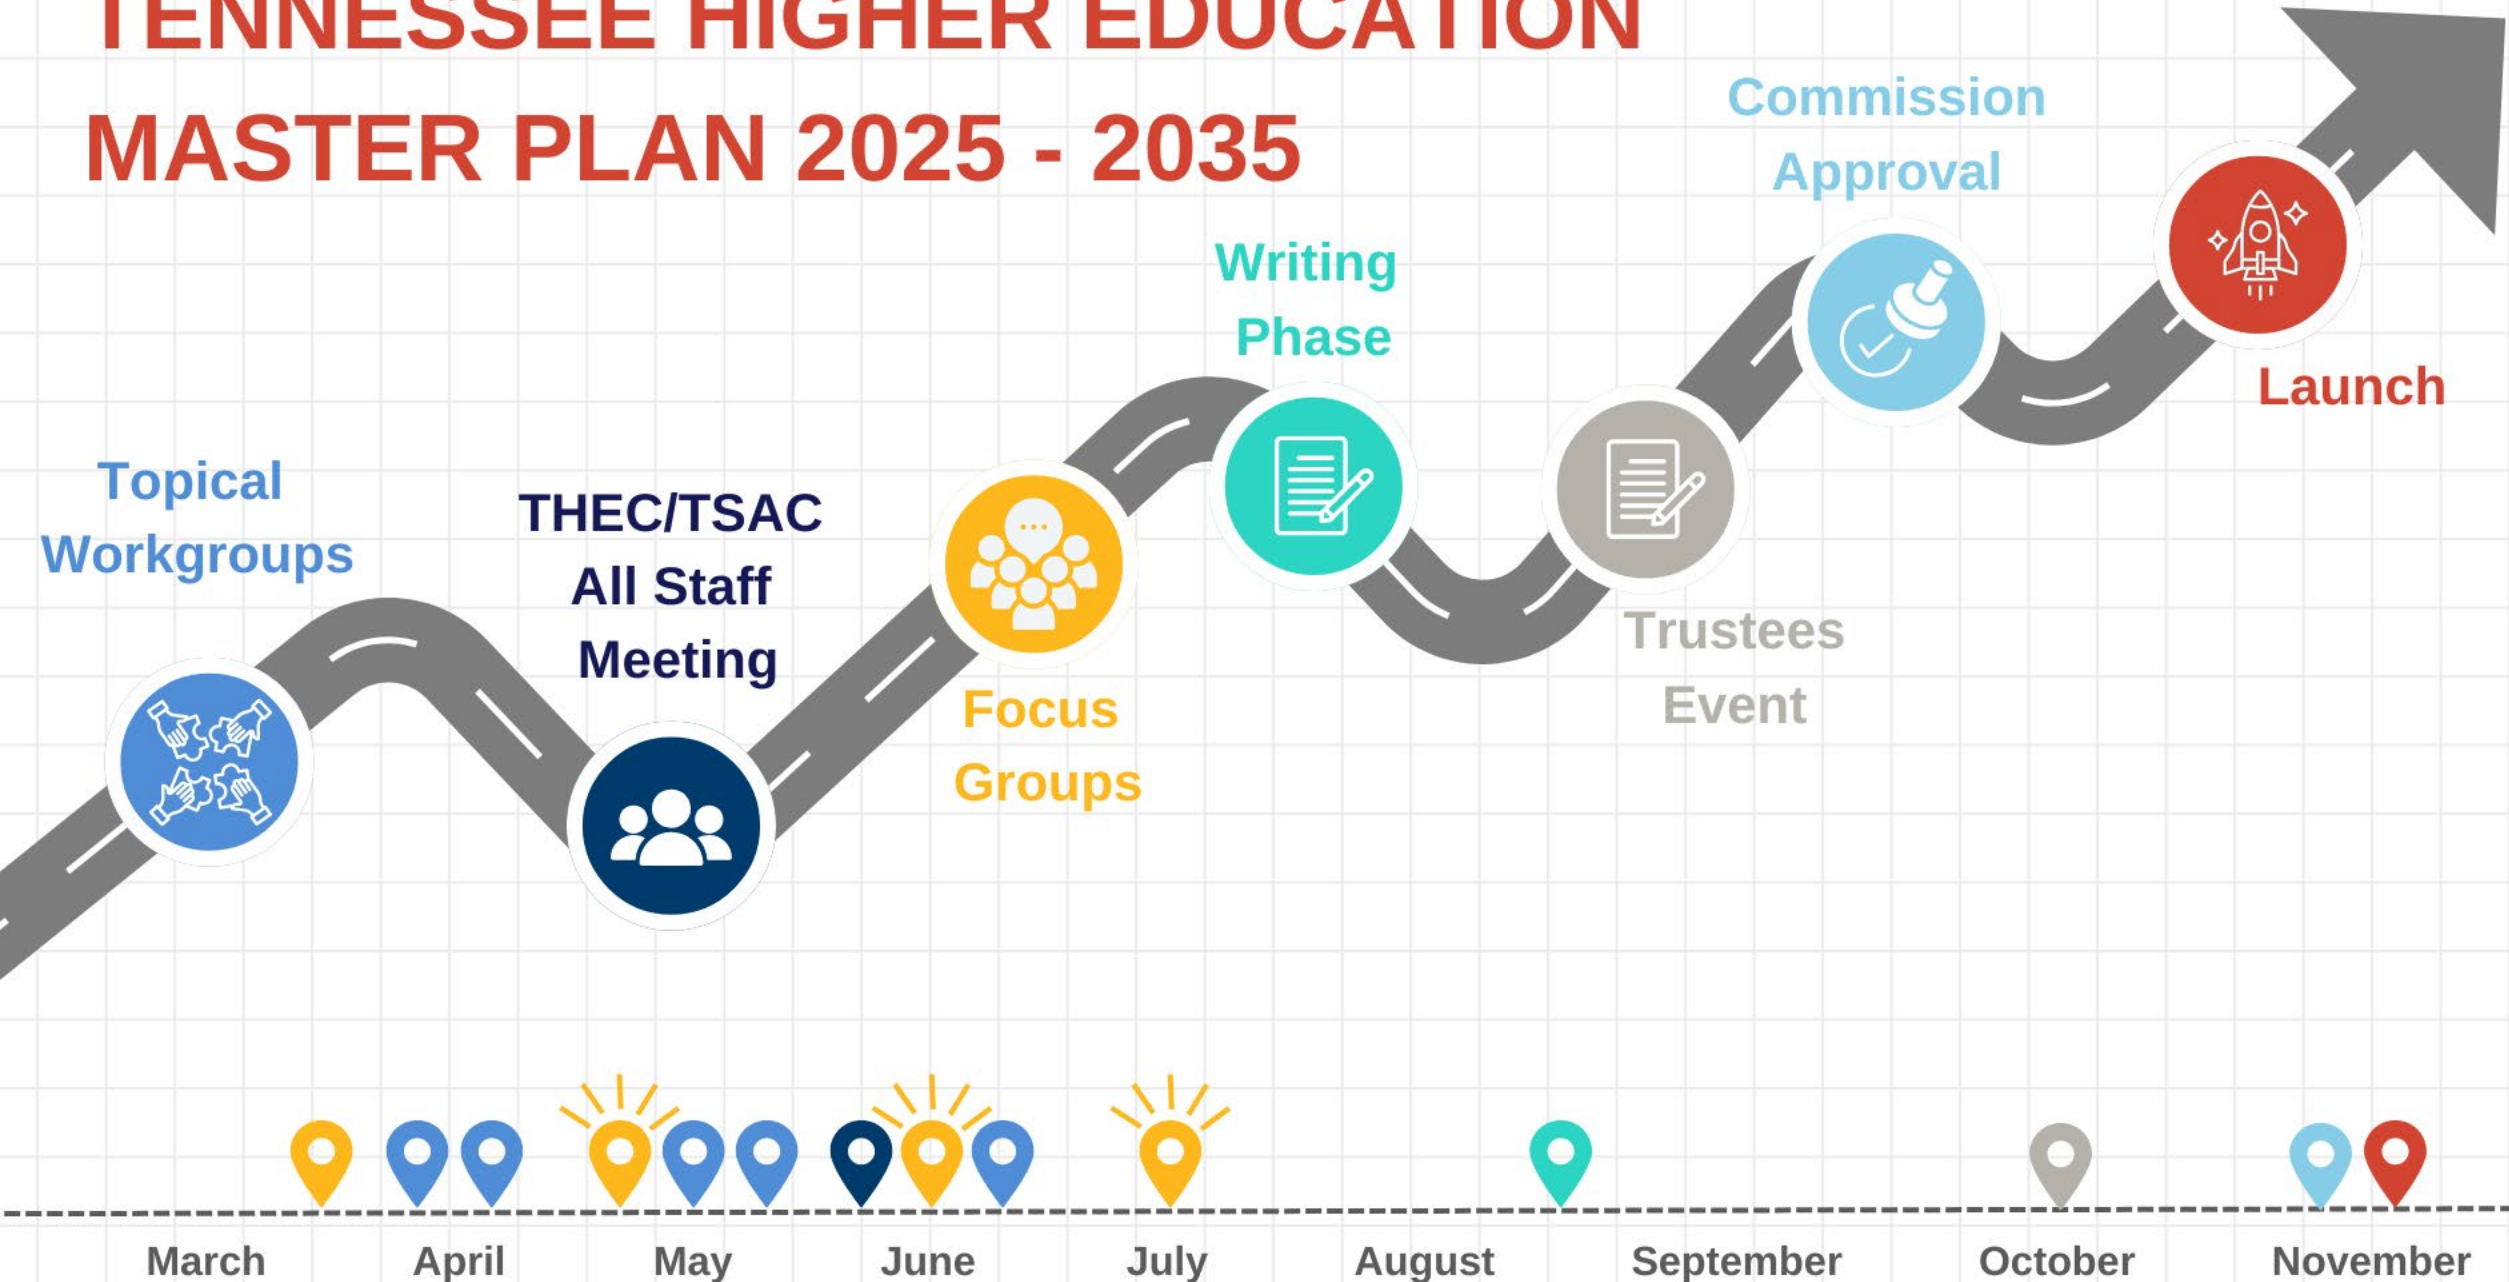 TENNESSEE HIGHER EDUCATION
MASTER PLAN 2025 - 2035
Topical
Workgroups
THEC/TSAC
All Staff
Meeting
Focus
Groups
Writing
Phase
Trustees
Event
Commission
Approval
Launch
March April May June July August September October November